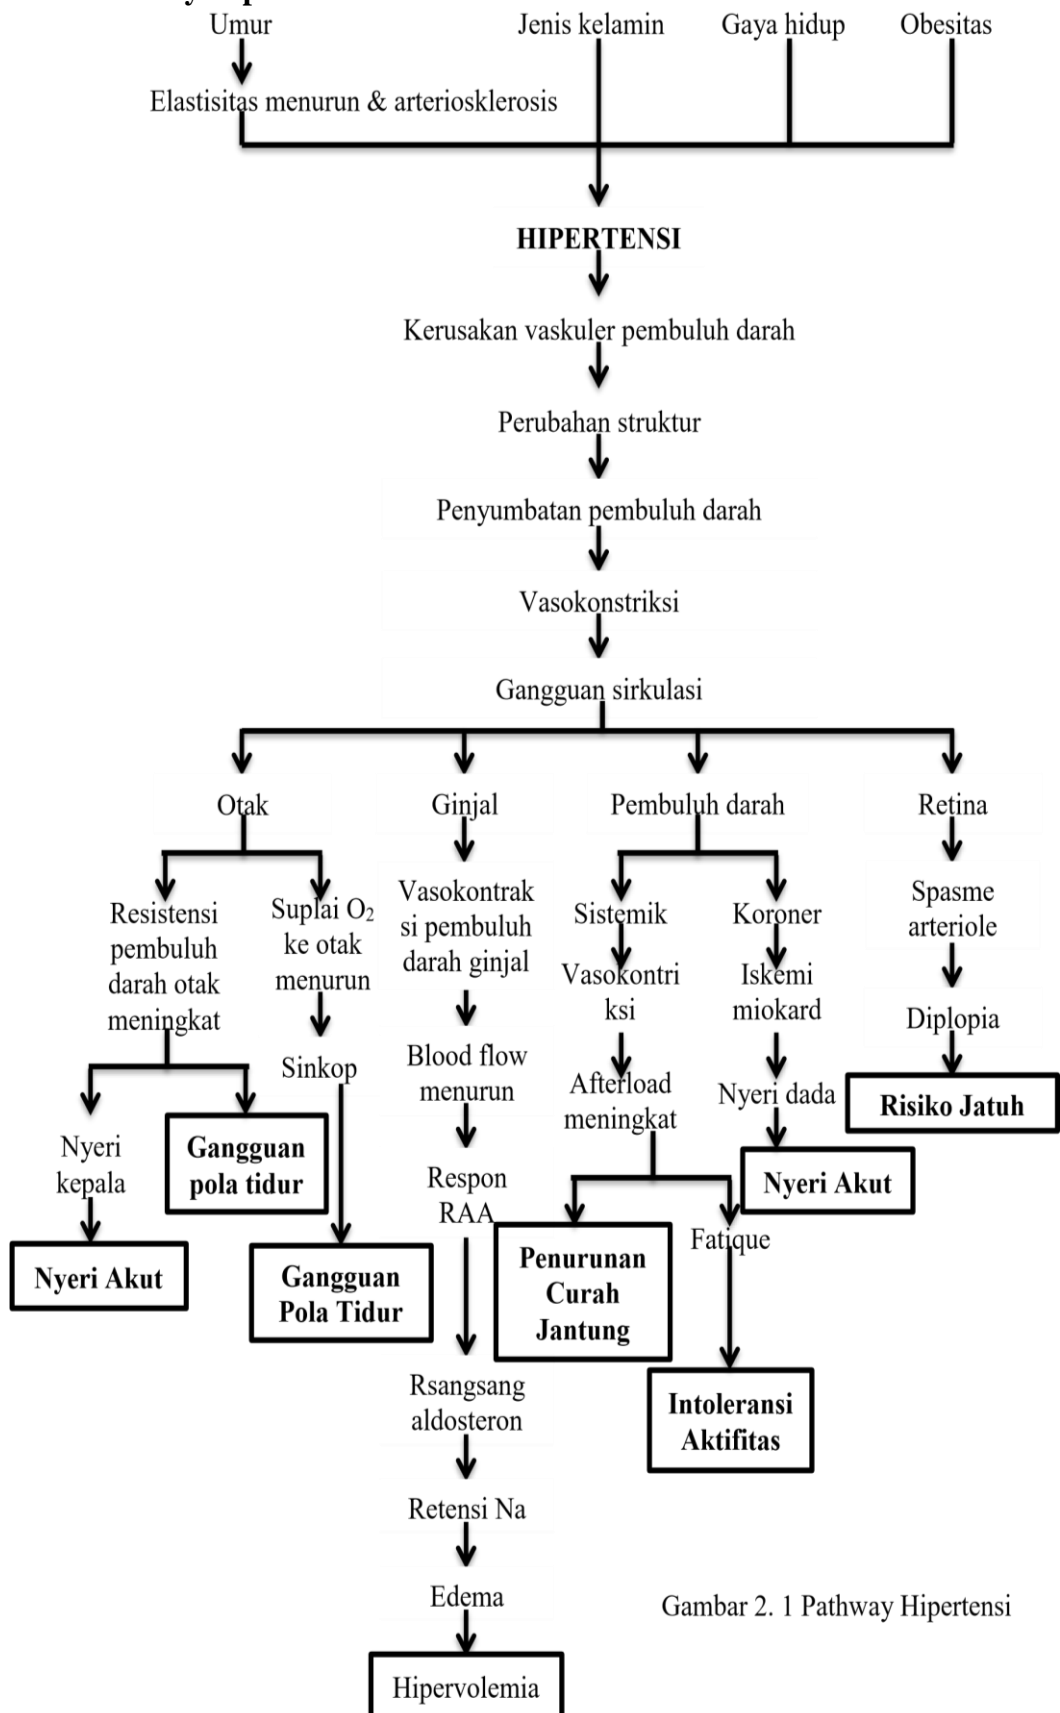 Umur
Jenis kelamin
Gaya hidup
Obesitas
Elastisitas menurun & arteriosklerosis
HIPERTENSI
Kerusakan vaskuler pembuluh darah
Perubahan struktur
Penyumbatan pembuluh darah
Vasokonstriksi
Gangguan sirkulasi
Otak
Ginjal
Pembuluh darah
Retina
Resistensi
pembuluh
darah otak
meningkat
Suplai O₂
ke otak
menurun
Vasokontrak
si pembuluh
darah ginjal
Sistemik
Koroner
Spasme
arteriole
Vasokontri
ksi
Iskemi
miokard
Diplopia
Sinkop
Blood flow
menurun
Afterload
meningkat
Nyeri dada
Risiko Jatuh
Nyeri
kepala
Gangguan
pola tidur
Respon
RAA
Nyeri Akut
Fatique
Nyeri Akut
Gangguan
Pola Tidur
Penurunan
Curah
Jantung
Rsangsang
aldosteron
Intoleransi
Aktifitas
Retensi Na
Edema
Gambar 2. 1 Pathway Hipertensi
Hipervolemia